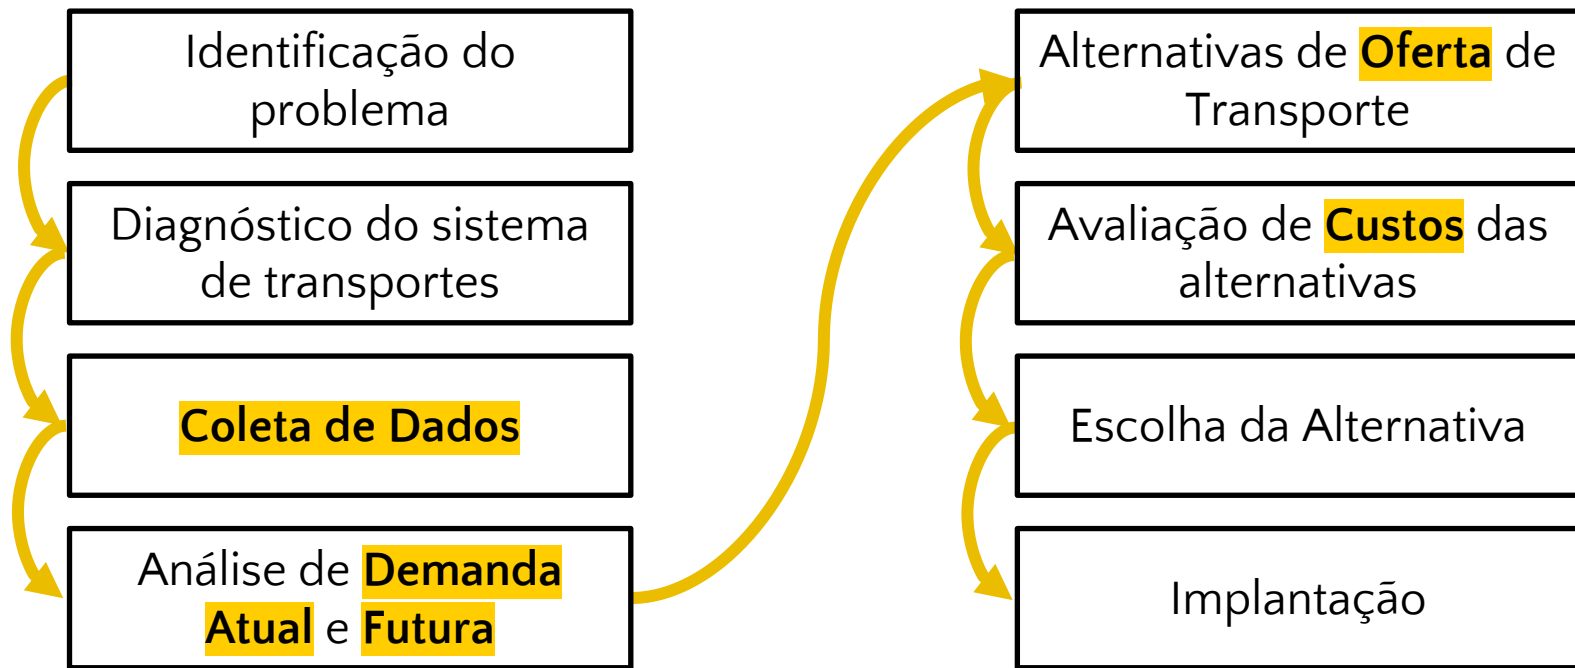 Identificação do
problema
Diagnóstico do sistema
de transportes
Coleta de Dados
Análise de Demanda
Atual e Futura
Alternativas de Oferta de
Transporte
Avaliação de Custos das
alternativas
Escolha da Alternativa
Implantação